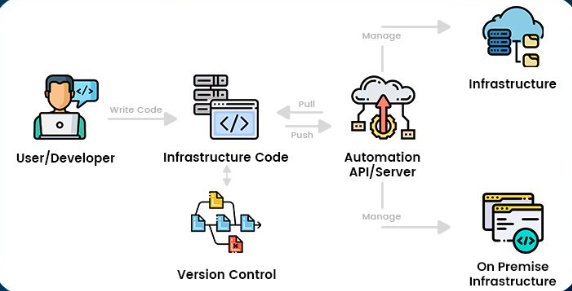 Manage
Infrastructure
Write Code
Pull
Push
User/Developer
Infrastructure Code
Automation
API/Server
Manage
Version Control
On Premise
Infrastructure